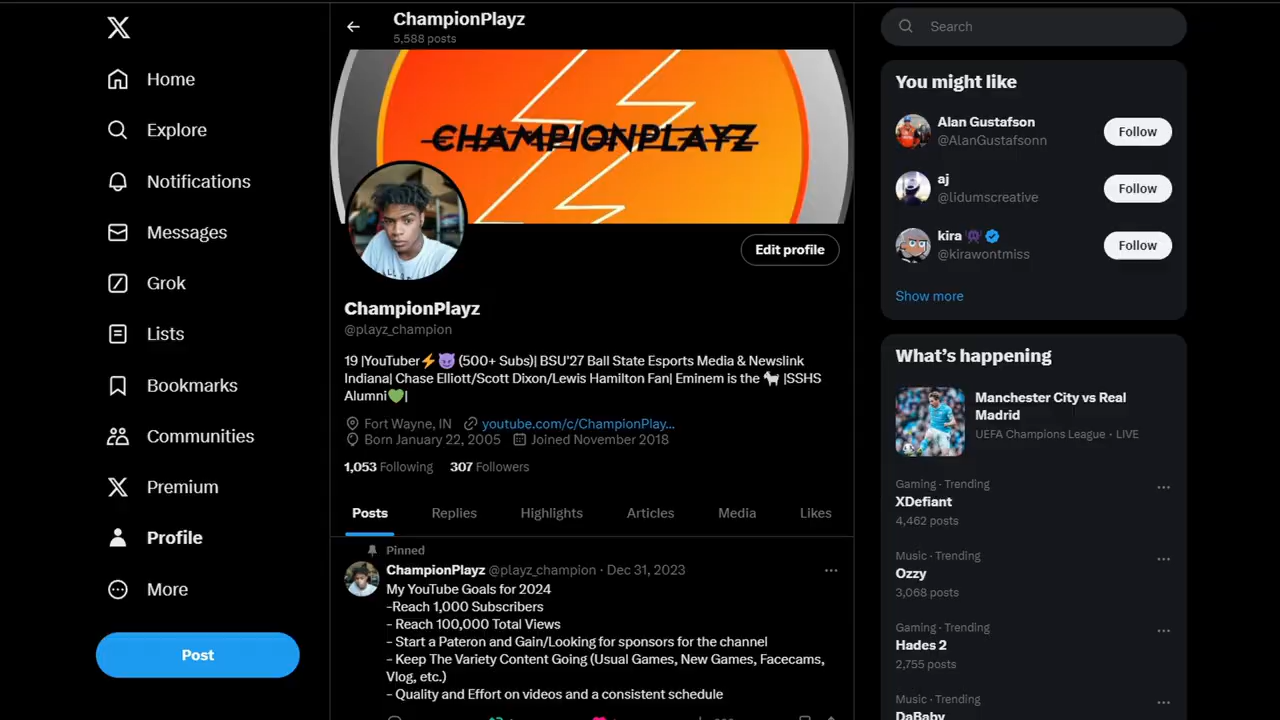 Home
Explore
Notifications
Messages
Grok
Lists
Bookmarks
Communities
Premium
Profile
More
Post
ChampionPlayz
5,588 posts
CHAMPIONPLAYZ
Edit profile
ChampionPlayz
@playz_champion
19 |YouTuber⚡😈 (500+ Subs)| BSU'27 Ball State Esports Media & Newslink
Indiana| Chase Elliott/Scott Dixon/Lewis Hamilton Fan| Eminem is the 🐐 |SSHS
Alumni💚|
Fort Wayne, IN youtube.com/c/ChampionPlay...
Born January 22, 2005 Joined November 2018
1,053 Following 307 Followers
Posts Replies Highlights Articles Media Likes
Pinned
ChampionPlayz @playz_champion · Dec 31, 2023
My YouTube Goals for 2024
-Reach 1,000 Subscribers
- Reach 100,000 Total Views
- Start a Pateron and Gain/Looking for sponsors for the channel
- Keep The Variety Content Going (Usual Games, New Games, Facecams,
Vlog, etc.)
- Quality and Effort on videos and a consistent schedule
Search
You might like
Alan Gustafson
@AlanGustafsonn
Follow
aj
@lidumscreative
Follow
kira
@kirawontmiss
Follow
Show more
What's happening
Manchester City vs Real
Madrid
UEFA Champions League · LIVE
Gaming · Trending
XDefiant
4,462 posts
Music · Trending
Ozzy
3,068 posts
Gaming · Trending
Hades 2
2,755 posts
Music · Trending
DaBaby